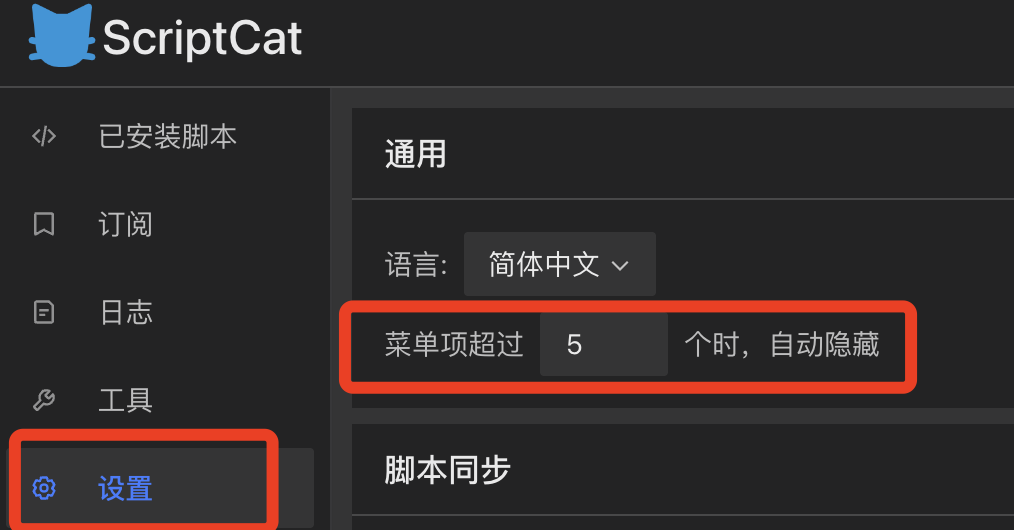 ScriptCat
已安装脚本
订阅
日志
工具
设置
通用
语言: 简体中文
菜单项超过 5 个时，自动隐藏
脚本同步